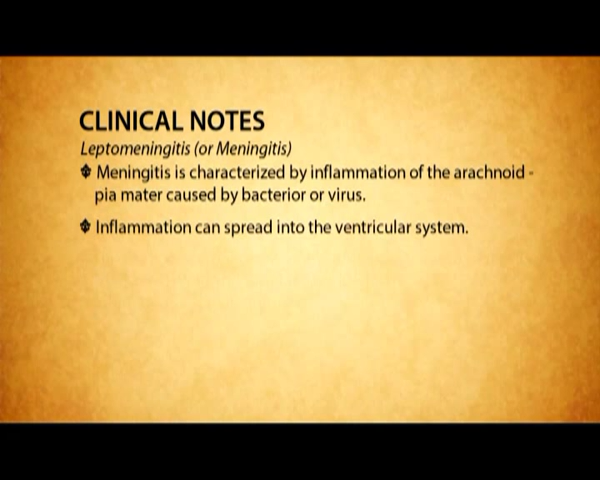 CLINICAL NOTES
Leptomeningitis (or Meningitis)
Meningitis is characterized by inflammation of the arachnoid -
pia mater caused by bacterior or virus.
Inflammation can spread into the ventricular system.